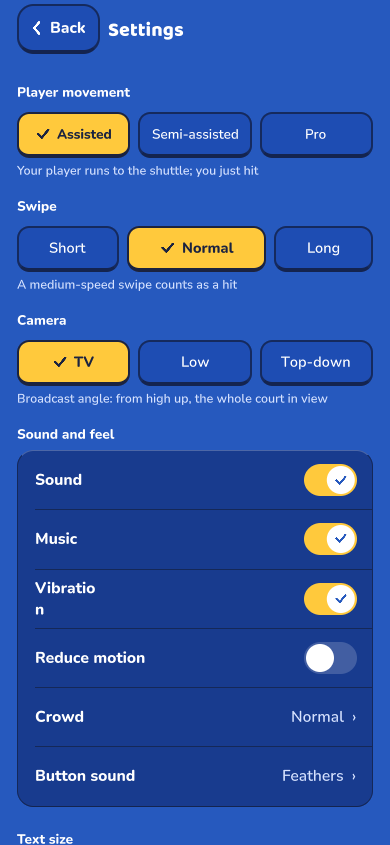 Back
Settings
Player movement
Assisted
Semi-assisted
Pro
Your player runs to the shuttle; you just hit
Swipe
Short
Normal
Long
A medium-speed swipe counts as a hit
Camera
TV
Low
Top-down
Broadcast angle: from high up, the whole court in view
Sound and feel
Sound
Music
Vibratio
n
Reduce motion
Crowd
Normal ›
Button sound
Feathers ›
Text size